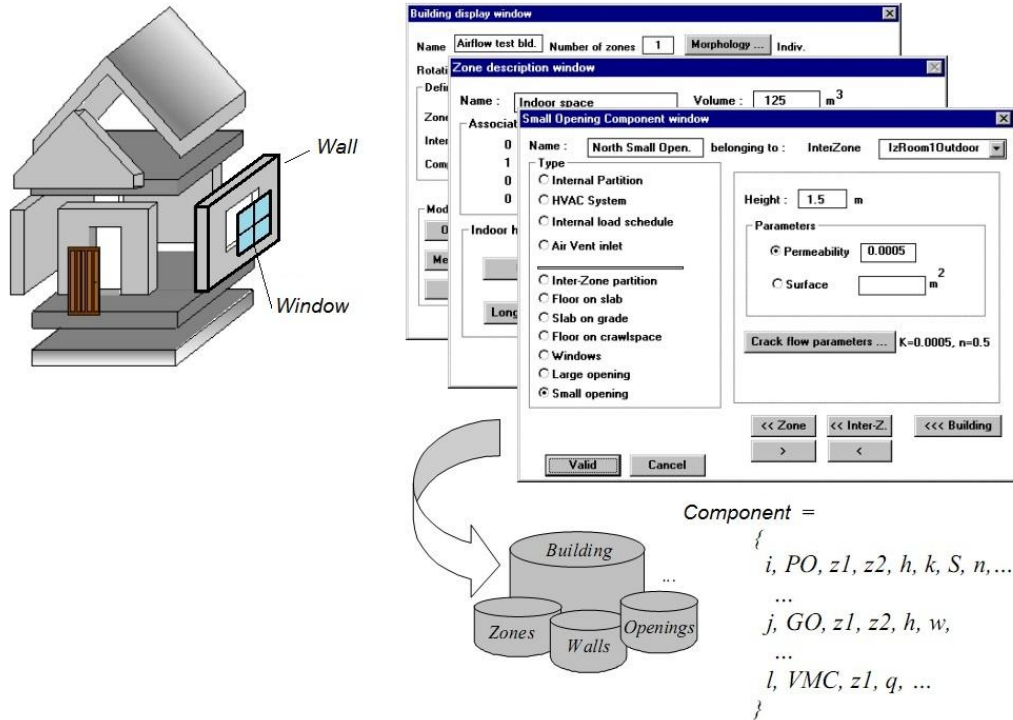 Wall
Window
Building display window
Name Airflow test bld. Number of zones 1 Morphology ... Indiv.
Zone description window
Name : Indoor space Volume : 125 m3
Small Opening Component window
Name : North Small Open. belonging to : InterZone IzRoom1Outdoor
Type
Internal Partition
HVAC System
Internal load schedule
Air Vent inlet
Inter-Zone partition
Floor on slab
Slab on grade
Floor on crawlspace
Windows
Large opening
Small opening
Height : 1.5 m
Parameters
Permeability 0.0005
Surface m2
Crack flow parameters ... K=0.0005, n=0.5
<< Zone << Inter-Z. <<< Building
> <
Valid Cancel
0
1
0
0
Indoor h
Long
Building
...
Zones Walls Openings
Component =
{
i, PO, z1, z2, h, k, S, n,...
...
j, GO, z1, z2, h, w,
...
l, VMC, z1, q, ...
}